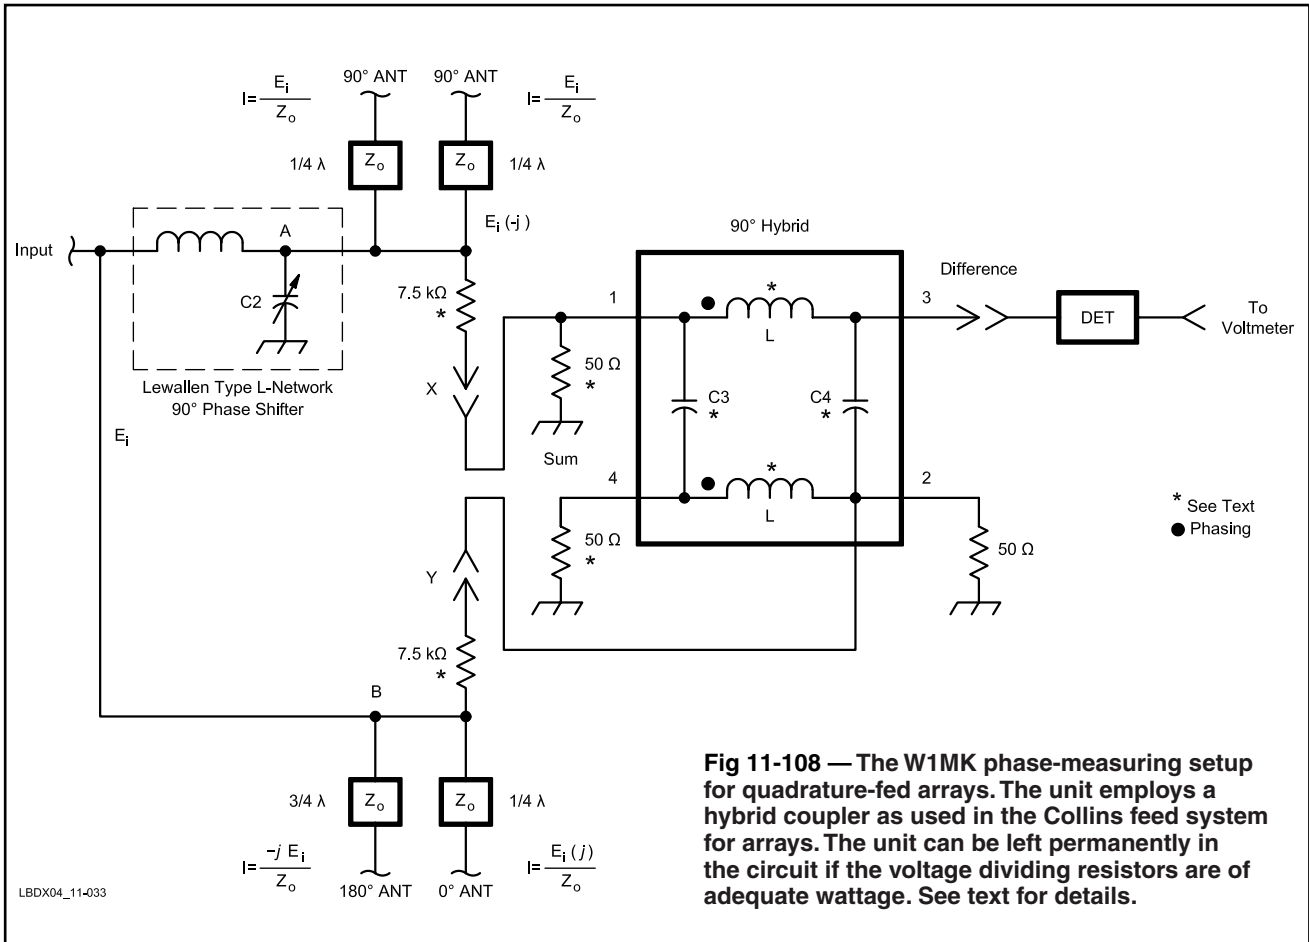 90° ANT 90° ANT
I= E_i / Z_o
I= E_i / Z_o
1/4 λ Z_o Z_o 1/4 λ
E_i (-j)
Input
A
C2
Lewallen Type L-Network
90° Phase Shifter
E_i
7.5 kΩ
*
X
90° Hybrid
1
50 Ω
*
Sum
4
50 Ω
*
*
L
C3
*
C4
*
*
L
3
2
50 Ω
Difference
DET
To
Voltmeter
* See Text
● Phasing
Y
7.5 kΩ
*
B
3/4 λ Z_o Z_o 1/4 λ
I= -j E_i / Z_o
I= E_i (j) / Z_o
180° ANT 0° ANT
LBDX04_11-033
Fig 11-108 — The W1MK phase-measuring setup
for quadrature-fed arrays. The unit employs a
hybrid coupler as used in the Collins feed system
for arrays. The unit can be left permanently in
the circuit if the voltage dividing resistors are of
adequate wattage. See text for details.